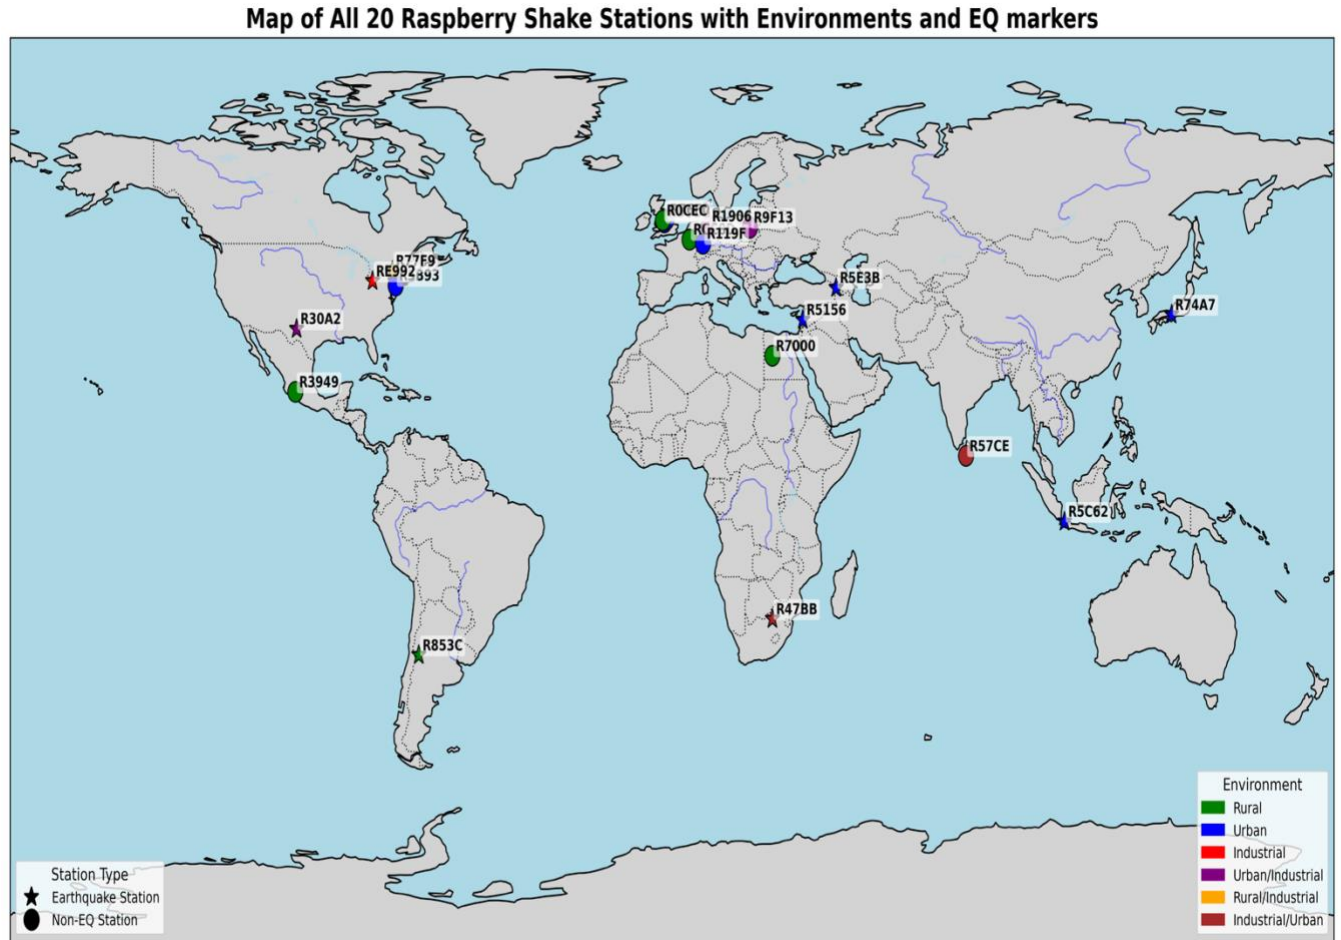 Map of All 20 Raspberry Shake Stations with Environments and EQ markers
R0CEC
R1906
R9F13
R119F
R77F9
RE992
R5E3B
R30A2
R5156
R74A7
R7000
R3949
R57CE
R5C62
R47BB
R853C
Station Type
Earthquake Station
Non-EQ Station
Environment
Rural
Urban
Industrial
Urban/Industrial
Rural/Industrial
Industrial/Urban